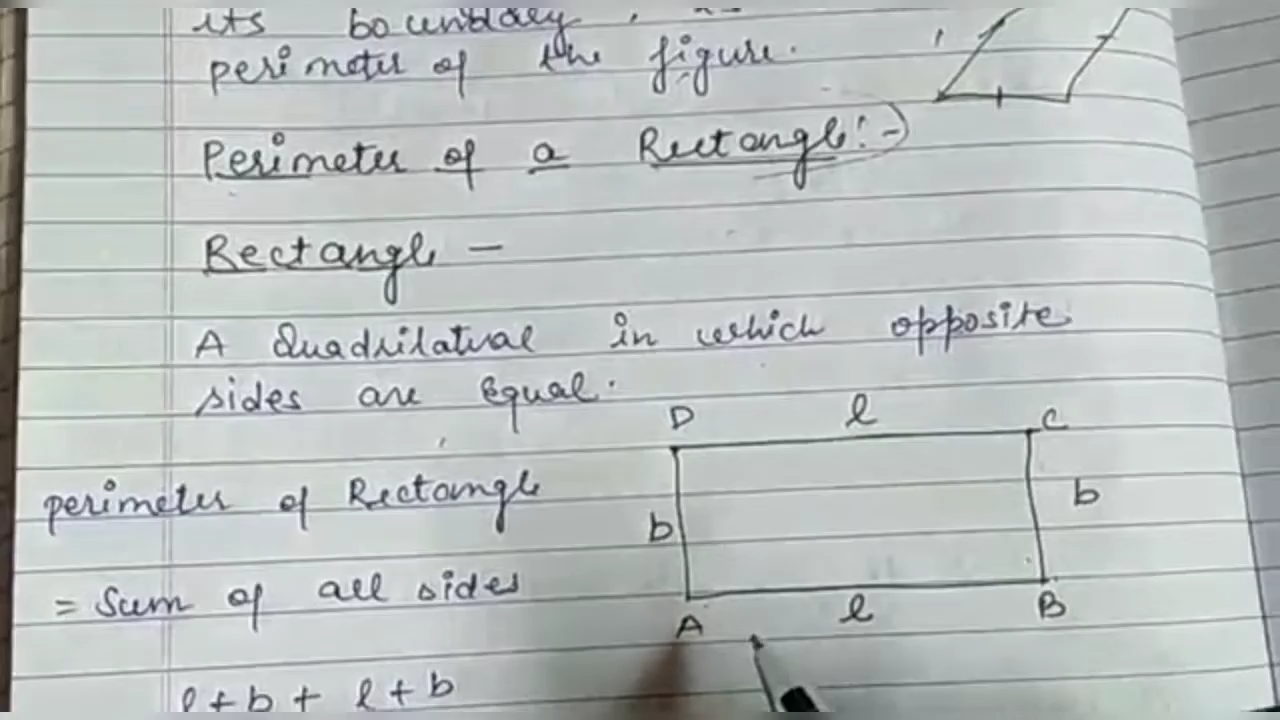 its boundary,
perimeter of the figure.
Perimeter of a Rectangle:-
Rectangle -
A Quadrilateral in which opposite
sides are equal.
D l C
perimeter of Rectangle
b b
= Sum of all sides
A l B
l + b + l + b